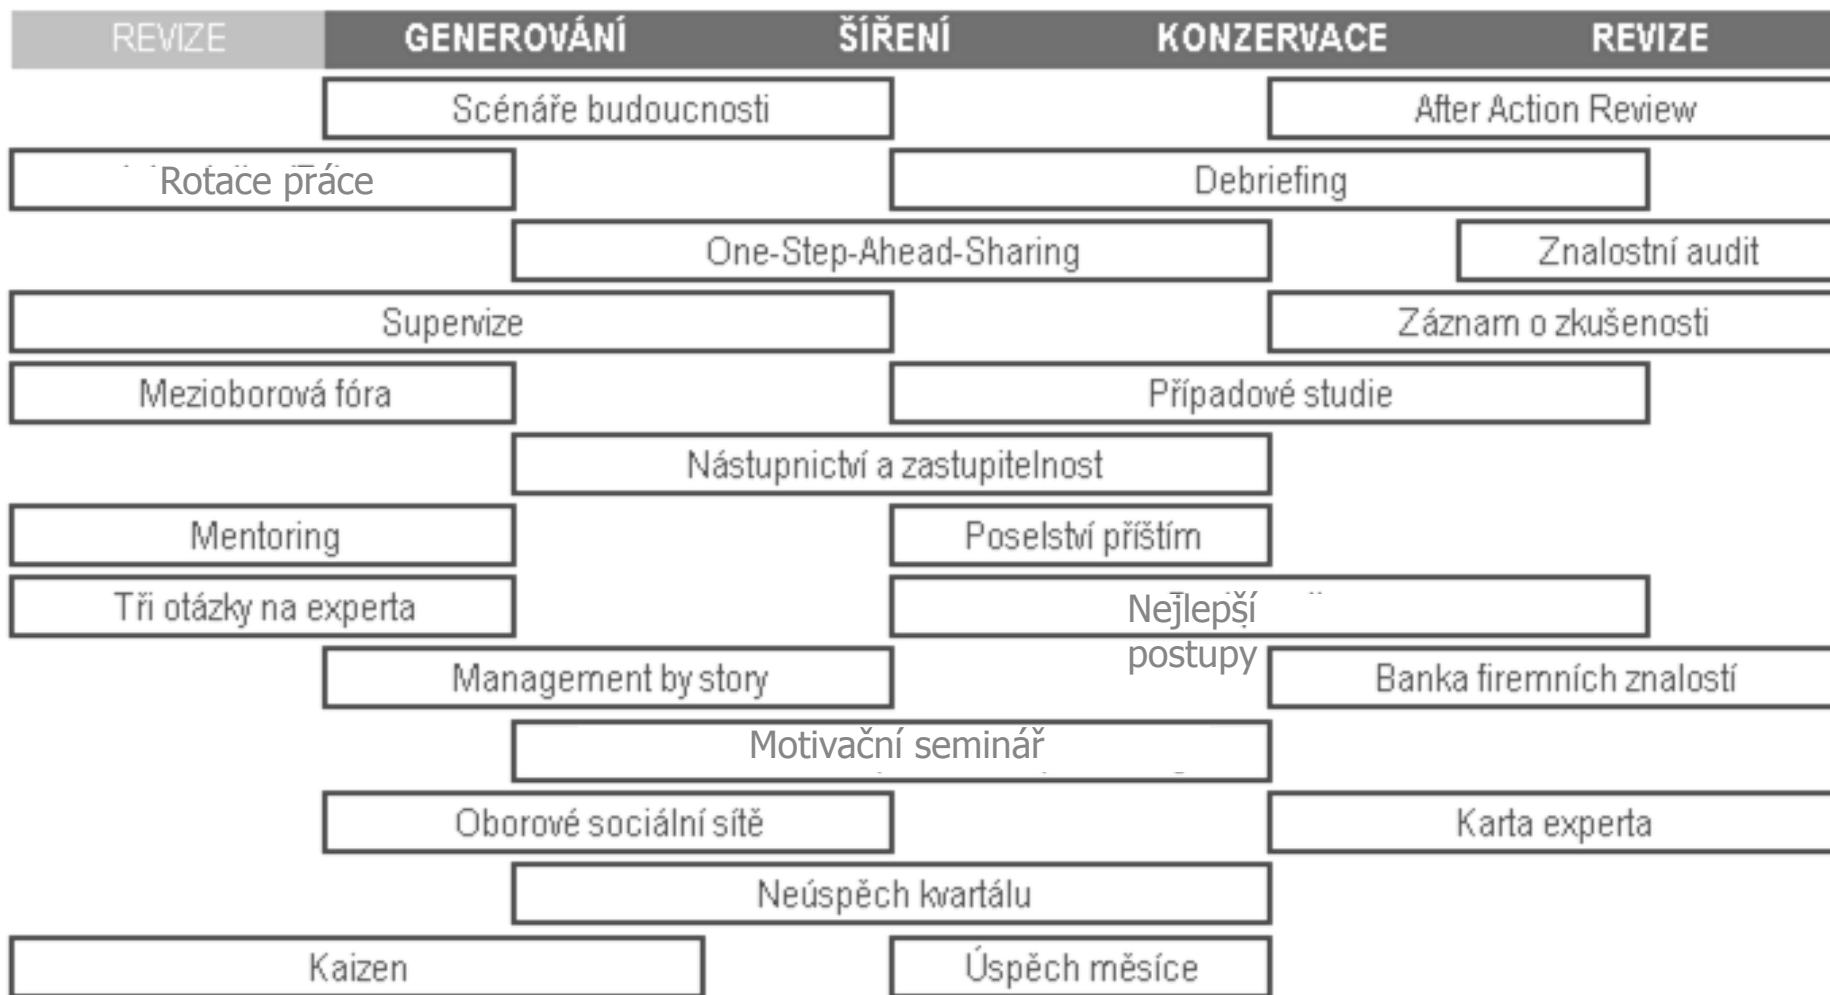 REVIZE GENEROVÁNÍ ŠÍŘENÍ KONZERVACE REVIZE
Scénáře budoucnosti After Action Review
Rotace práce Debriefing
One-Step-Ahead-Sharing Znalostní audit
Supervize Záznam o zkušenosti
Mezioborová fóra Případové studie
Nástupnictví a zastupitelnost
Mentoring Poselství příštím
Tři otázky na experta Nejlepší
postupy
Management by story Banka firemních znalostí
Motivační seminář
Oborové sociální sítě Karta experta
Neúspěch kvartálu
Kaizen Úspěch měsíce